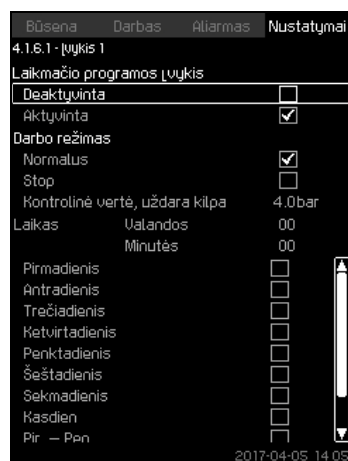 Būsena Darbas Aliarmas Nustatymai
4.1.6.1 - Įvykis 1
Laikmačio programos įvykis
Deaktyvinta
Aktyvinta
Darbo režimas
Normalus
Stop
Kontrolinė vertė, uždara kilpa 4.0bar
Laikas Valandos 00
Minutės 00
Pirmadienis
Antradienis
Trečiadienis
Ketvirtadienis
Penktadienis
Šeštadienis
Sekmadienis
Kasdien
Pir – Pen
2017-04-05 14:05